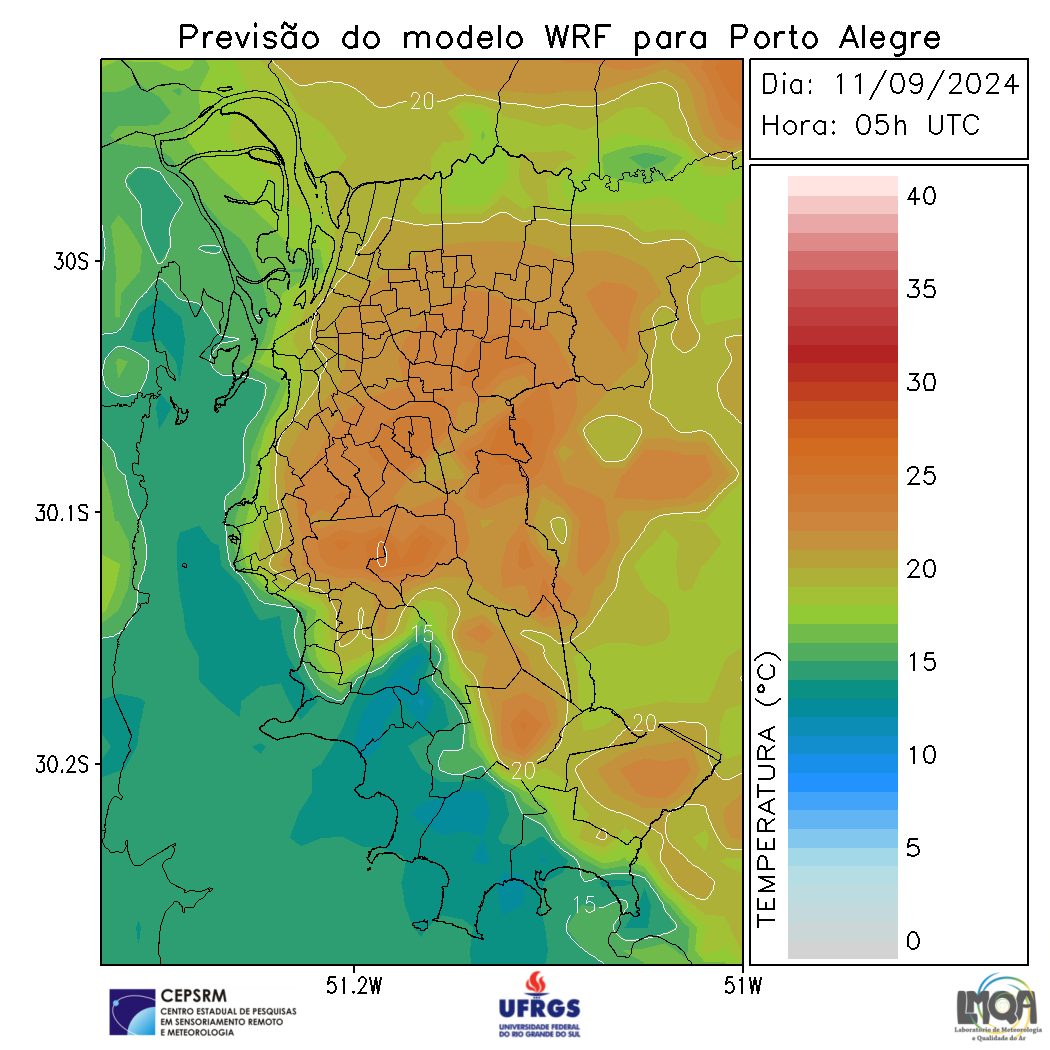 Previsão do modelo WRF para Porto Alegre
Dia: 11/09/2024
Hora: 05h UTC
20
15
20
20
15
30S
30.1S
30.2S
51.2W
51W
TEMPERATURA (°C)
40
35
30
25
20
15
10
5
0
CEPSRM
CENTRO ESTADUAL DE PESQUISAS
EM SENSORIAMENTO REMOTO
E METEOROLOGIA
UFRGS
UNIVERSIDADE FEDERAL
DO RIO GRANDE DO SUL
LMQA
Laboratório de Meteorologia
e Qualidade do Ar